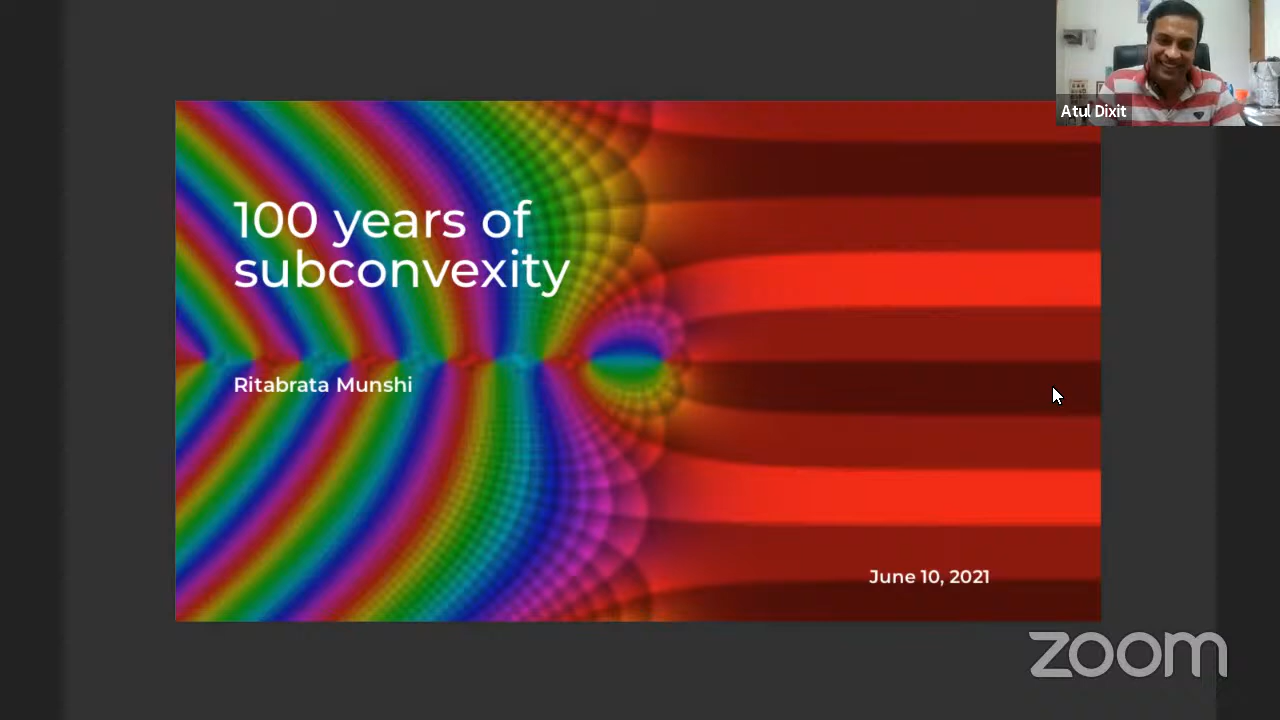 Atul Dixit
100 years of
subconvexity
Ritabrata Munshi
June 10, 2021
zoom